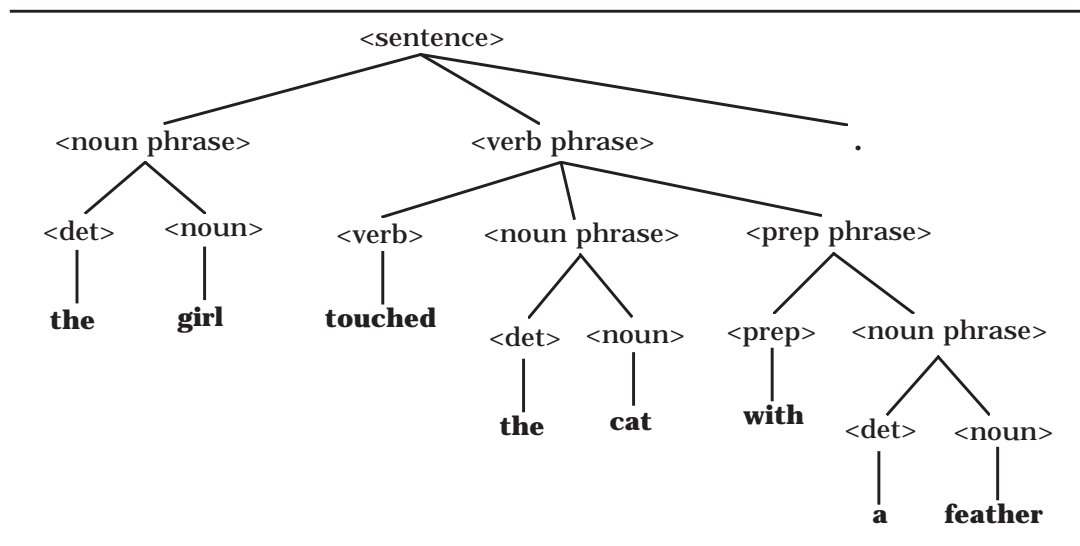 <sentence>
<noun phrase> <verb phrase> .
<det> <noun> <verb> <noun phrase> <prep phrase>
the girl touched <det> <noun> <prep> <noun phrase>
the cat with <det> <noun>
a feather